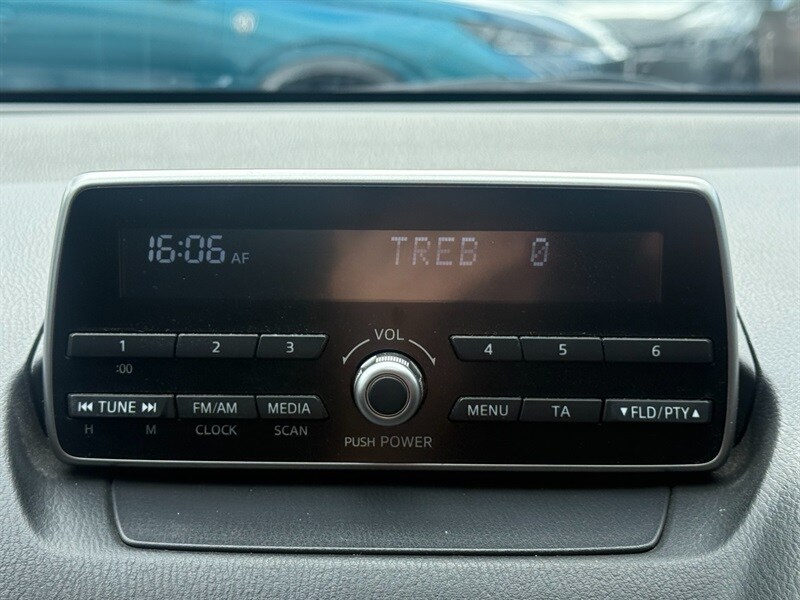 16:06 AF TREB 0
VOL
1 2 3 4 5 6
:00
⏮ TUNE ⏭ FM/AM MEDIA MENU TA ▼FLD/PTY▲
H M CLOCK SCAN
PUSH POWER